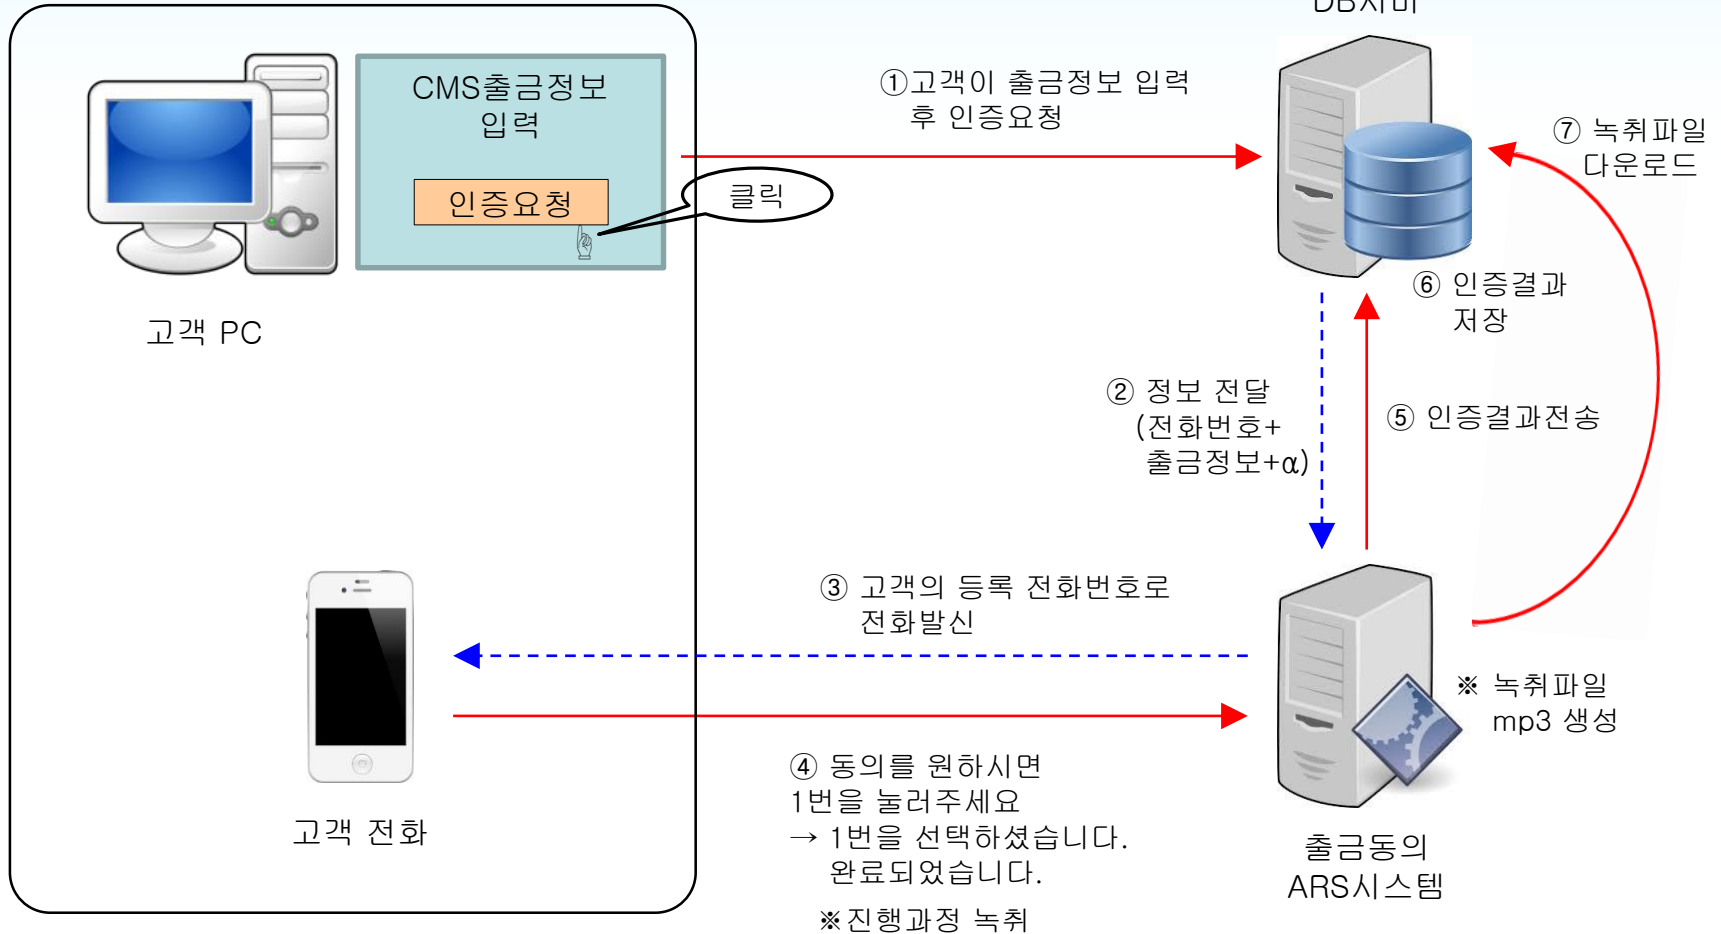 DB서버
CMS출금정보
입력
인증요청
클릭
고객 PC
①고객이 출금정보 입력
후 인증요청
⑦ 녹취파일
다운로드
⑥ 인증결과
저장
② 정보 전달
(전화번호+
출금정보+α)
⑤ 인증결과전송
③ 고객의 등록 전화번호로
전화발신
※ 녹취파일
mp3 생성
④ 동의를 원하시면
1번을 눌러주세요
→ 1번을 선택하셨습니다.
완료되었습니다.
※진행과정 녹취
고객 전화
출금동의
ARS시스템